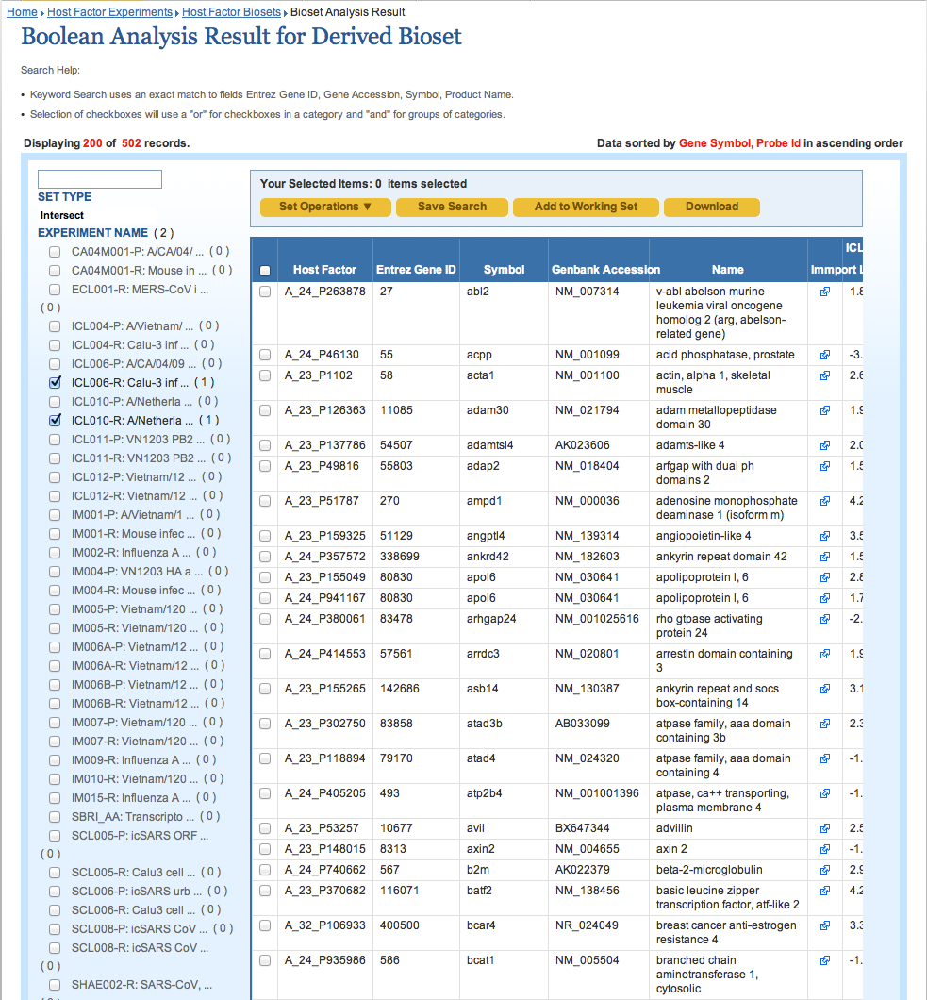 Home ▸ Host Factor Experiments ▸ Host Factor Biosets ▸ Bioset Analysis Result
Boolean Analysis Result for Derived Bioset
Search Help:
• Keyword Search uses an exact match to fields Entrez Gene ID, Gene Accession, Symbol, Product Name.
• Selection of checkboxes will use a "or" for checkboxes in a category and "and" for groups of categories.
Displaying 200 of 502 records.
Data sorted by Gene Symbol, Probe Id in ascending order
SET TYPE
Intersect
EXPERIMENT NAME ( 2 )
CA04M001-P: A/CA/04/ ... ( 0 )
CA04M001-R: Mouse in ... ( 0 )
ECL001-R: MERS-CoV i ...
( 0 )
ICL004-P: A/Vietnam/ ... ( 0 )
ICL004-R: Calu-3 inf ... ( 0 )
ICL006-P: A/CA/04/09 ... ( 0 )
ICL006-R: Calu-3 inf ... ( 1 )
ICL010-P: A/Netherla ... ( 0 )
ICL010-R: A/Netherla ... ( 1 )
ICL011-P: VN1203 PB2 ... ( 0 )
ICL011-R: VN1203 PB2 ... ( 0 )
ICL012-P: Vietnam/12 ... ( 0 )
ICL012-R: Vietnam/12 ... ( 0 )
IM001-P: A/Vietnam/1 ... ( 0 )
IM001-R: Mouse infec ... ( 0 )
IM002-R: Influenza A ... ( 0 )
IM004-P: VN1203 HA a ... ( 0 )
IM004-R: Mouse infec ... ( 0 )
IM005-P: Vietnam/120 ... ( 0 )
IM005-R: Vietnam/120 ... ( 0 )
IM006A-P: Vietnam/12 ... ( 0 )
IM006A-R: Vietnam/12 ... ( 0 )
IM006B-P: Vietnam/12 ... ( 0 )
IM006B-R: Vietnam/12 ... ( 0 )
IM007-P: Vietnam/120 ... ( 0 )
IM007-R: Vietnam/120 ... ( 0 )
IM009-R: Influenza A ... ( 0 )
IM010-R: Vietnam/120 ... ( 0 )
IM015-R: Influenza A ... ( 0 )
SBRI_AA: Transcripto ... ( 0 )
SCL005-P: icSARS ORF ...
( 0 )
SCL005-R: Calu3 cell ... ( 0 )
SCL006-P: icSARS urb ... ( 0 )
SCL006-R: Calu3 cell ... ( 0 )
SCL008-P: icSARS CoV ... ( 0 )
SCL008-R: icSARS CoV ...
( 0 )
SHAE002-R: SARS-CoV, ...
Your Selected Items: 0 items selected
Set Operations ▼ Save Search Add to Working Set Download
ICL
Host Factor Entrez Gene ID Symbol Genbank Accession Name Immport L
A_24_P263878 27 abl2 NM_007314 v-abl abelson murine 1.8
leukemia viral oncogene
homolog 2 (arg, abelson-
related gene)
A_24_P46130 55 acpp NM_001099 acid phosphatase, prostate -3.
A_23_P1102 58 acta1 NM_001100 actin, alpha 1, skeletal 2.6
muscle
A_23_P126363 11085 adam30 NM_021794 adam metallopeptidase 1.9
domain 30
A_23_P137786 54507 adamtsl4 AK023606 adamts-like 4 2.0
A_23_P49816 55803 adap2 NM_018404 arfgap with dual ph 1.5
domains 2
A_23_P51787 270 ampd1 NM_000036 adenosine monophosphate 4.2
deaminase 1 (isoform m)
A_23_P159325 51129 angptl4 NM_139314 angiopoietin-like 4 3.5
A_24_P357572 338699 ankrd42 NM_182603 ankyrin repeat domain 42 1.5
A_23_P155049 80830 apol6 NM_030641 apolipoprotein l, 6 2.8
A_24_P941167 80830 apol6 NM_030641 apolipoprotein l, 6 1.7
A_24_P380061 83478 arhgap24 NM_001025616 rho gtpase activating -2.
protein 24
A_24_P414553 57561 arrdc3 NM_020801 arrestin domain containing 1.9
3
A_23_P155265 142686 asb14 NM_130387 ankyrin repeat and socs 3.1
box-containing 14
A_23_P302750 83858 atad3b AB033099 atpase family, aaa domain 2.3
containing 3b
A_23_P118894 79170 atad4 NM_024320 atpase family, aaa domain -1.
containing 4
A_24_P405205 493 atp2b4 NM_001001396 atpase, ca++ transporting, -1.
plasma membrane 4
A_23_P53257 10677 avil BX647344 advillin 2.5
A_23_P148015 8313 axin2 NM_004655 axin 2 -1.
A_24_P740662 567 b2m AK022379 beta-2-microglobulin 2.9
A_23_P370682 116071 batf2 NM_138456 basic leucine zipper 4.2
transcription factor, atf-like 2
A_32_P106933 400500 bcar4 NR_024049 breast cancer anti-estrogen 3.3
resistance 4
A_24_P935986 586 bcat1 NM_005504 branched chain -1.
aminotransferase 1,
cytosolic